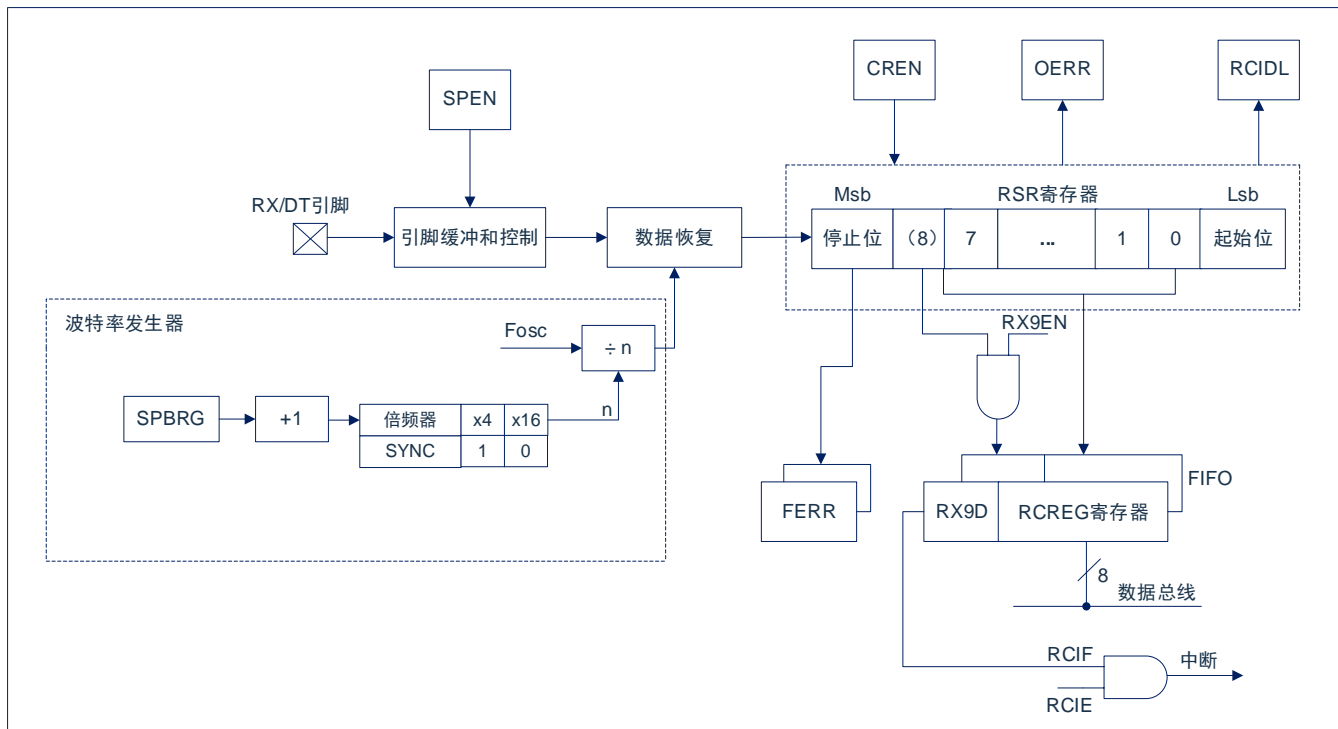 CREN
OERR
RCIDL
SPEN
Msb
RSR寄存器
Lsb
RX/DT引脚
引脚缓冲和控制
数据恢复
停止位
（8）
7
...
1
0
起始位
波特率发生器
Fosc
÷ n
RX9EN
n
SPBRG
+1
倍频器
x4
x16
SYNC
1
0
FIFO
FERR
RX9D
RCREG寄存器
8
数据总线
RCIF
中断
RCIE